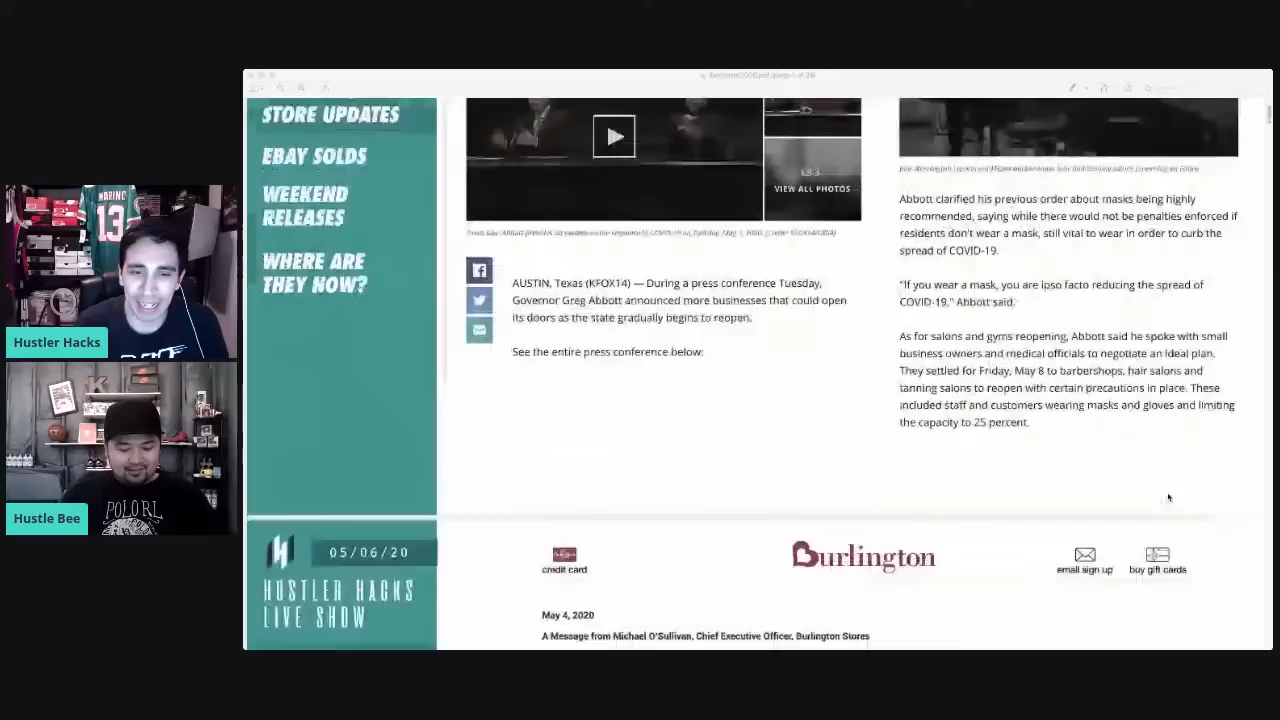 STORE UPDATES
EBAY SOLDS
WEEKEND
RELEASES
WHERE ARE
THEY NOW?
MARINO
13
Hustler Hacks
K
POLO RL
Hustle Bee
VIEW ALL PHOTOS
AUSTIN, Texas (KFOX14) — During a press conference Tuesday,
Governor Greg Abbott announced more businesses that could open
its doors as the state gradually begins to reopen.
See the entire press conference below:
Abbott clarified his previous order about masks being highly
recommended, saying while there would not be penalties enforced if
residents don't wear a mask, still vital to wear in order to curb the
spread of COVID-19.
"If you wear a mask, you are ipso facto reducing the spread of
COVID-19," Abbott said.
As for salons and gyms reopening, Abbott said he spoke with small
business owners and medical officials to negotiate an ideal plan.
They settled for Friday, May 8 to barbershops, hair salons and
tanning salons to reopen with certain precautions in place. These
included staff and customers wearing masks and gloves and limiting
the capacity to 25 percent.
H
05/06/20
HUSTLER HACKS
LIVE SHOW
credit card
Burlington
email sign up
buy gift cards
May 4, 2020
A Message from Michael O'Sullivan, Chief Executive Officer, Burlington Stores